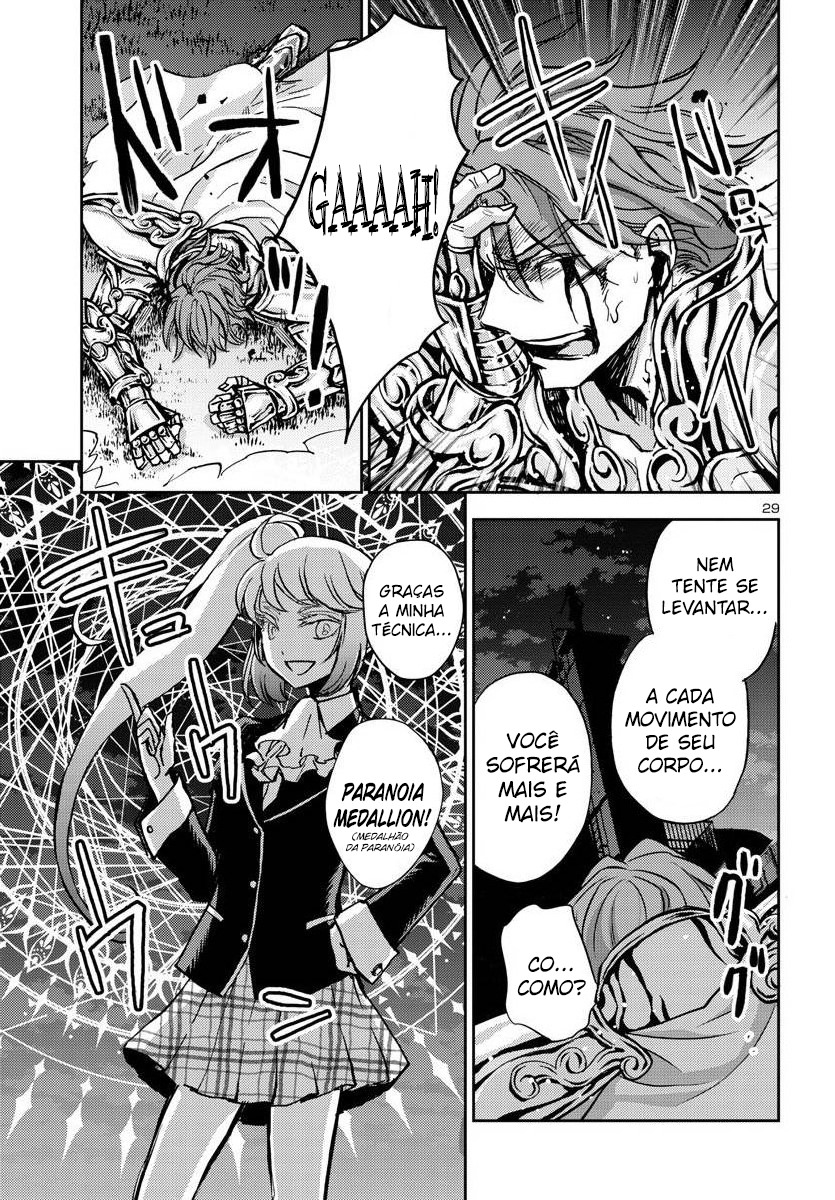 GAAAAH!
29
NEM
TENTE SE
LEVANTAR...
A CADA
MOVIMENTO
DE SEU
CORPO...
VOCÊ
SOFRERÁ
MAIS E
MAIS!
CO...
COMO?
GRAÇAS
A MINHA
TÉCNICA...
PARANOIA
MEDALLION!
(MEDALHÃO
DA PARANÓIA)